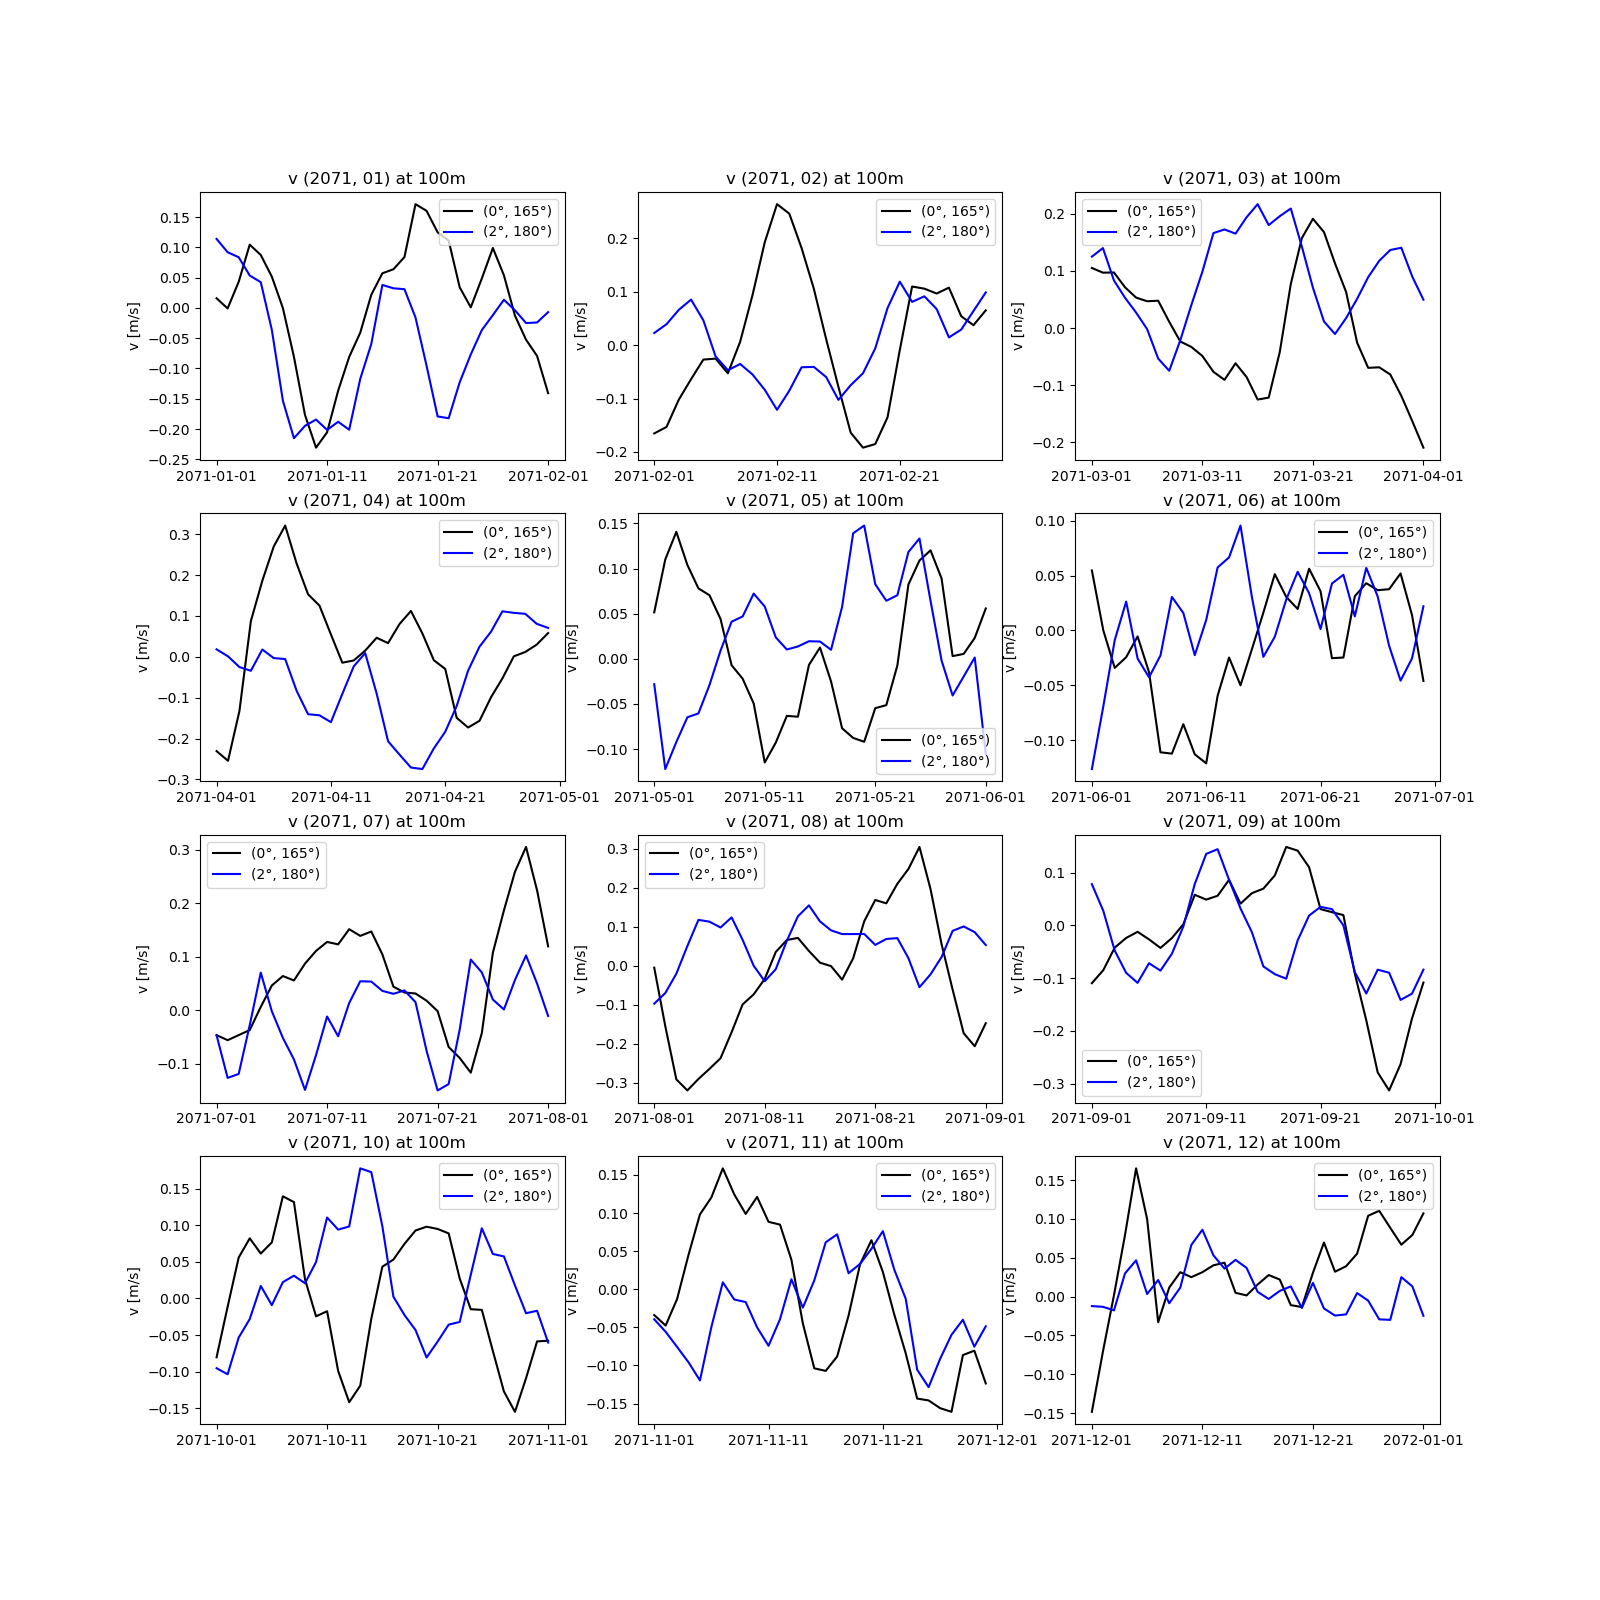 v (2071, 01) at 100m
v (2071, 02) at 100m
v (2071, 03) at 100m
v [m/s]
0.15
0.10
0.05
0.00
−0.05
−0.10
−0.15
−0.20
−0.25
(0°, 165°)
(2°, 180°)
2071-01-01 2071-01-11 2071-01-21 2071-02-01
v [m/s]
0.2
0.1
0.0
−0.1
−0.2
(0°, 165°)
(2°, 180°)
2071-02-01 2071-02-11 2071-02-21
v [m/s]
0.2
0.1
0.0
−0.1
−0.2
(0°, 165°)
(2°, 180°)
2071-03-01 2071-03-11 2071-03-21 2071-04-01
v (2071, 04) at 100m
v (2071, 05) at 100m
v (2071, 06) at 100m
v [m/s]
0.3
0.2
0.1
0.0
−0.1
−0.2
−0.3
(0°, 165°)
(2°, 180°)
2071-04-01 2071-04-11 2071-04-21 2071-05-01
v [m/s]
0.15
0.10
0.05
0.00
−0.05
−0.10
(0°, 165°)
(2°, 180°)
2071-05-01 2071-05-11 2071-05-21 2071-06-01
v [m/s]
0.10
0.05
0.00
−0.05
−0.10
(0°, 165°)
(2°, 180°)
2071-06-01 2071-06-11 2071-06-21 2071-07-01
v (2071, 07) at 100m
v (2071, 08) at 100m
v (2071, 09) at 100m
v [m/s]
0.3
0.2
0.1
0.0
−0.1
(0°, 165°)
(2°, 180°)
2071-07-01 2071-07-11 2071-07-21 2071-08-01
v [m/s]
0.3
0.2
0.1
0.0
−0.1
−0.2
−0.3
(0°, 165°)
(2°, 180°)
2071-08-01 2071-08-11 2071-08-21 2071-09-01
v [m/s]
0.1
0.0
−0.1
−0.2
−0.3
(0°, 165°)
(2°, 180°)
2071-09-01 2071-09-11 2071-09-21 2071-10-01
v (2071, 10) at 100m
v (2071, 11) at 100m
v (2071, 12) at 100m
v [m/s]
0.15
0.10
0.05
0.00
−0.05
−0.10
−0.15
(0°, 165°)
(2°, 180°)
2071-10-01 2071-10-11 2071-10-21 2071-11-01
v [m/s]
0.15
0.10
0.05
0.00
−0.05
−0.10
−0.15
(0°, 165°)
(2°, 180°)
2071-11-01 2071-11-11 2071-11-21 2071-12-01
v [m/s]
0.15
0.10
0.05
0.00
−0.05
−0.10
−0.15
(0°, 165°)
(2°, 180°)
2071-12-01 2071-12-11 2071-12-21 2072-01-01